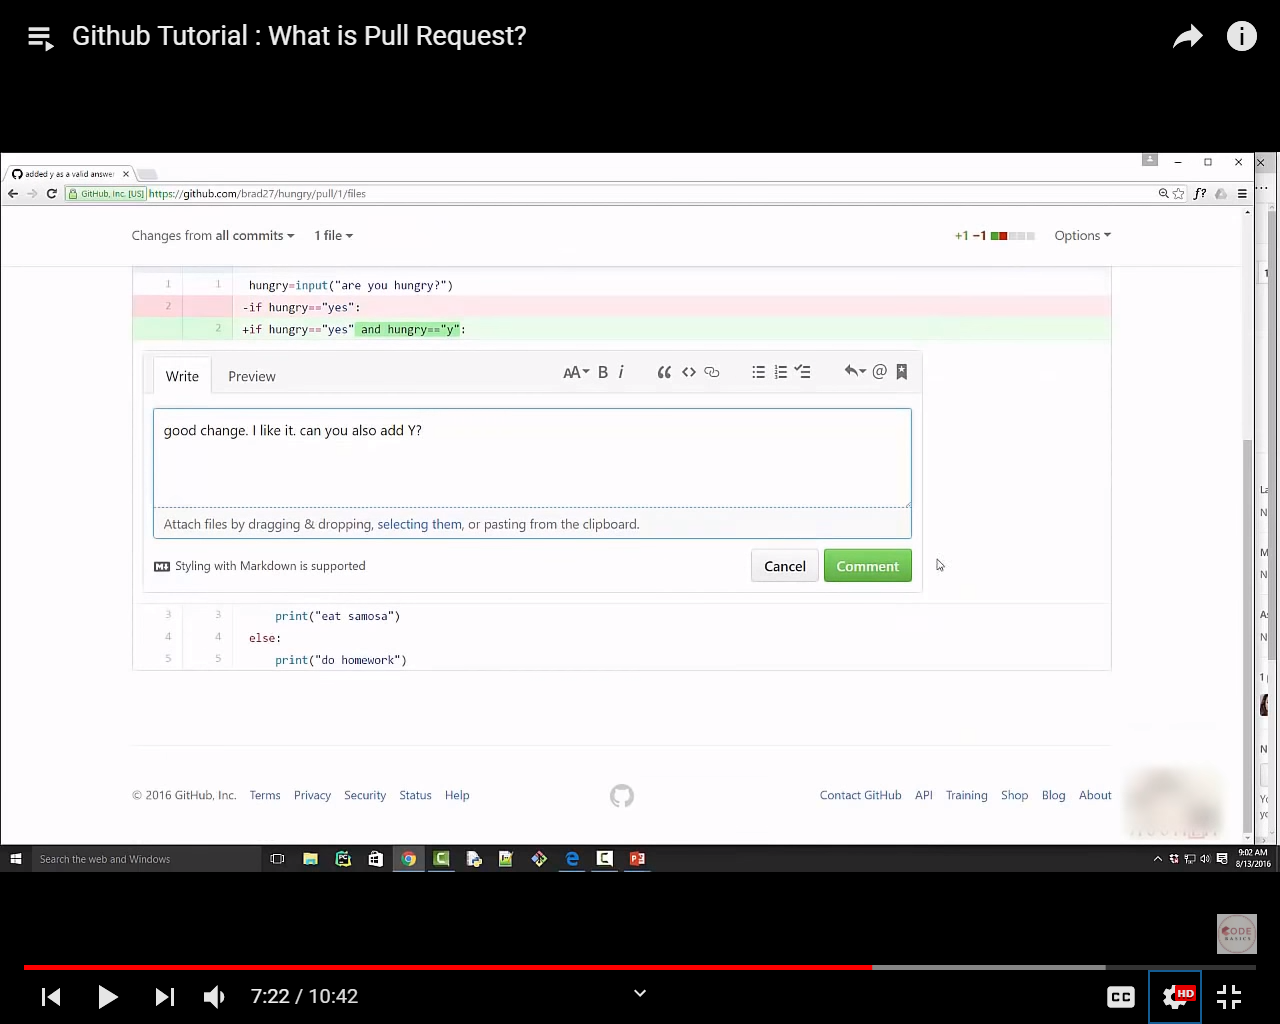 Github Tutorial : What is Pull Request?
added y as a valid answer
GitHub, Inc. [US] https://github.com/brad27/hungry/pull/1/files
Changes from all commits 1 file +1 −1 Options
1 1 hungry=input("are you hungry?")
2 -if hungry=="yes":
2 +if hungry=="yes" and hungry=="y":
Write Preview AA B i @
good change. I like it. can you also add Y?
Attach files by dragging & dropping, selecting them, or pasting from the clipboard.
Styling with Markdown is supported Cancel Comment
3 3 print("eat samosa")
4 4 else:
5 5 print("do homework")
© 2016 GitHub, Inc. Terms Privacy Security Status Help Contact GitHub API Training Shop Blog About
Search the web and Windows
9:02 AM
8/13/2016
CODE
BASICS
7:22 / 10:42 CC HD